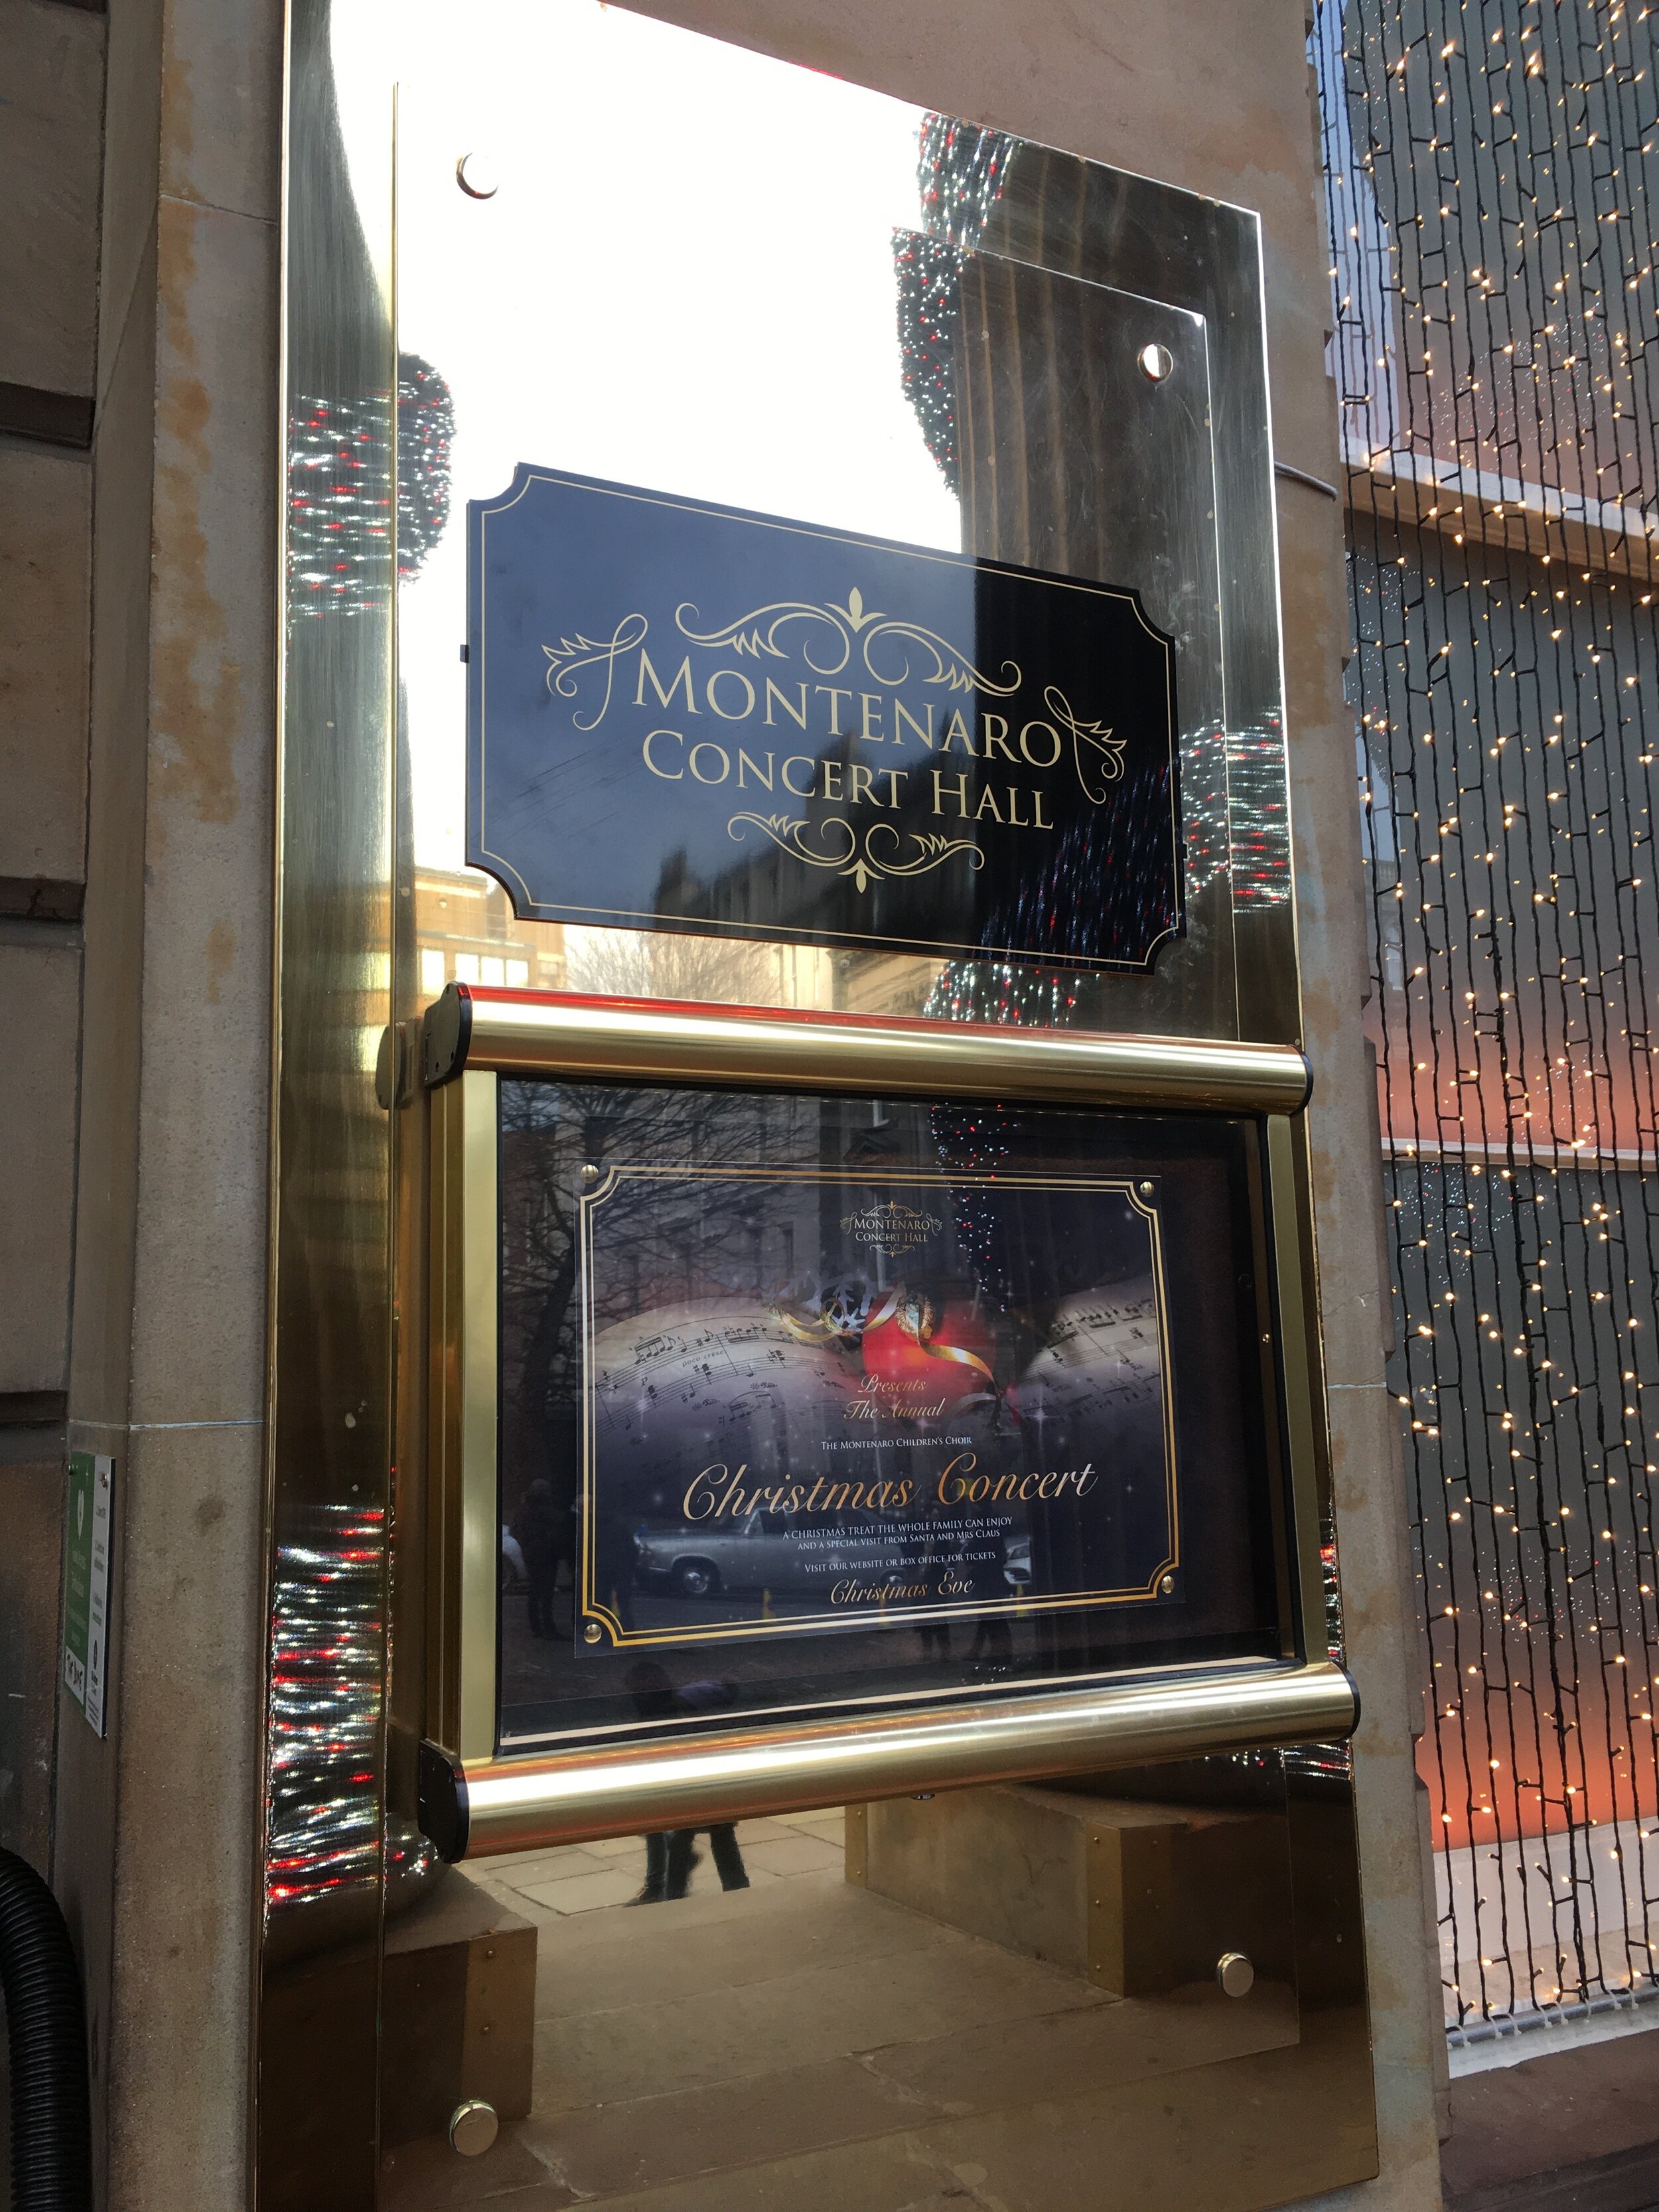 MONTENARO
CONCERT HALL
MONTENARO
CONCERT HALL
poco cresc
Presents
The Annual
THE MONTENARO CHILDREN'S CHOIR
Christmas Concert
A CHRISTMAS TREAT THE WHOLE FAMILY CAN ENJOY
AND A SPECIAL VISIT FROM SANTA AND MRS CLAUS
VISIT OUR WEBSITE OR BOX OFFICE FOR TICKETS
Christmas Eve